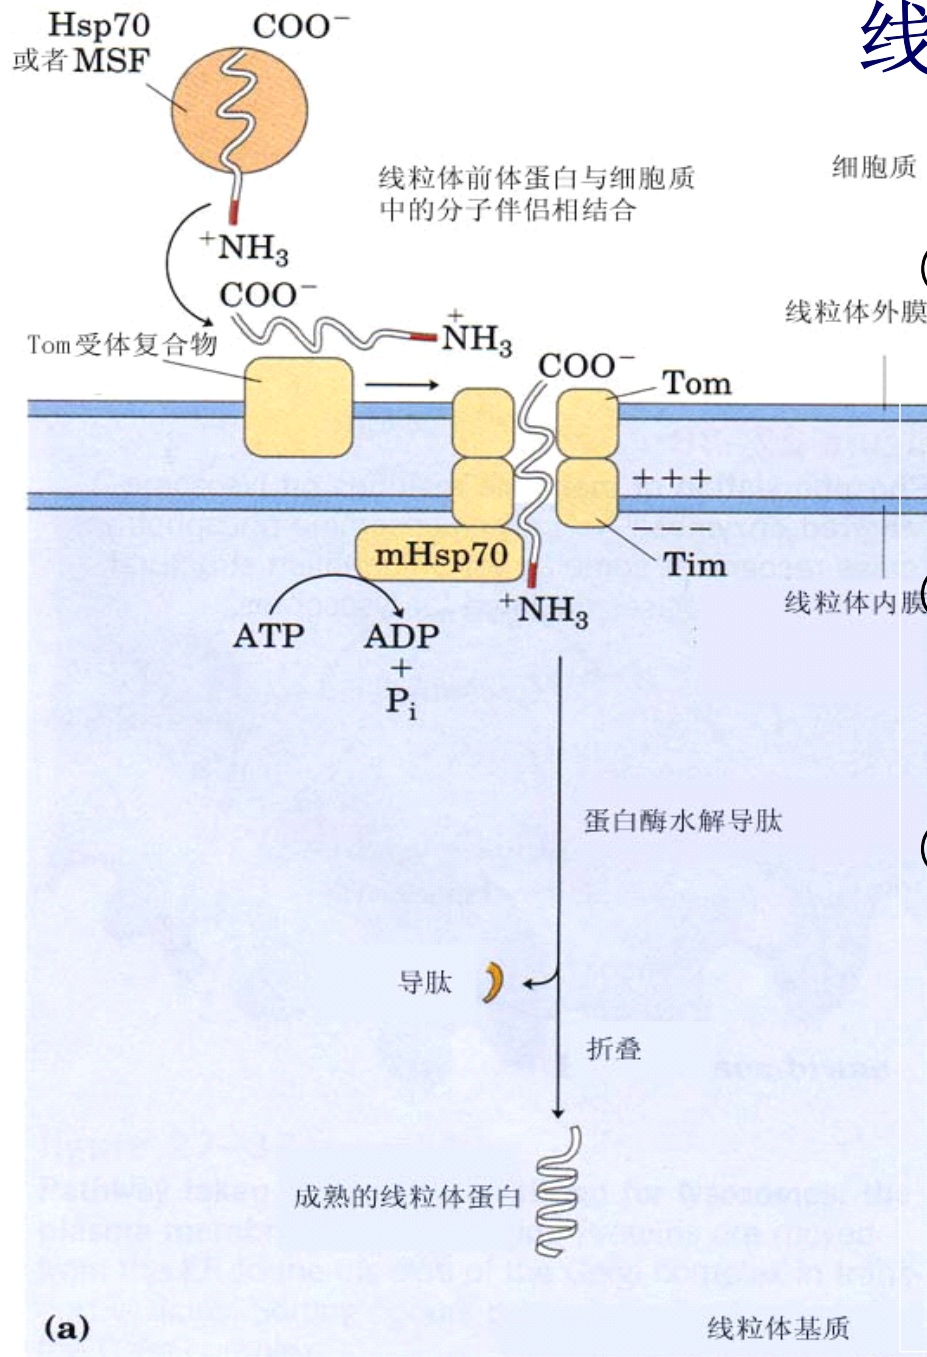 线
Hsp70
或者 MSF
COO⁻
线粒体前体蛋白与细胞质
中的分子伴侣相结合
细胞质
⁺NH₃
COO⁻
线粒体外膜
Tom受体复合物
⁺NH₃
COO⁻
Tom
+++
mHsp70
Tim
⁺NH₃
线粒体内膜
ATP
ADP
+
Pi
蛋白酶水解导肽
导肽
折叠
成熟的线粒体蛋白
(a)
线粒体基质